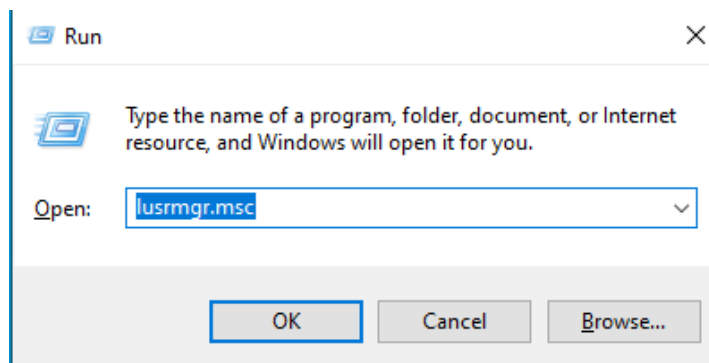 Run
Type the name of a program, folder, document, or Internet
resource, and Windows will open it for you.
Open: lusrmgr.msc
OK Cancel Browse...